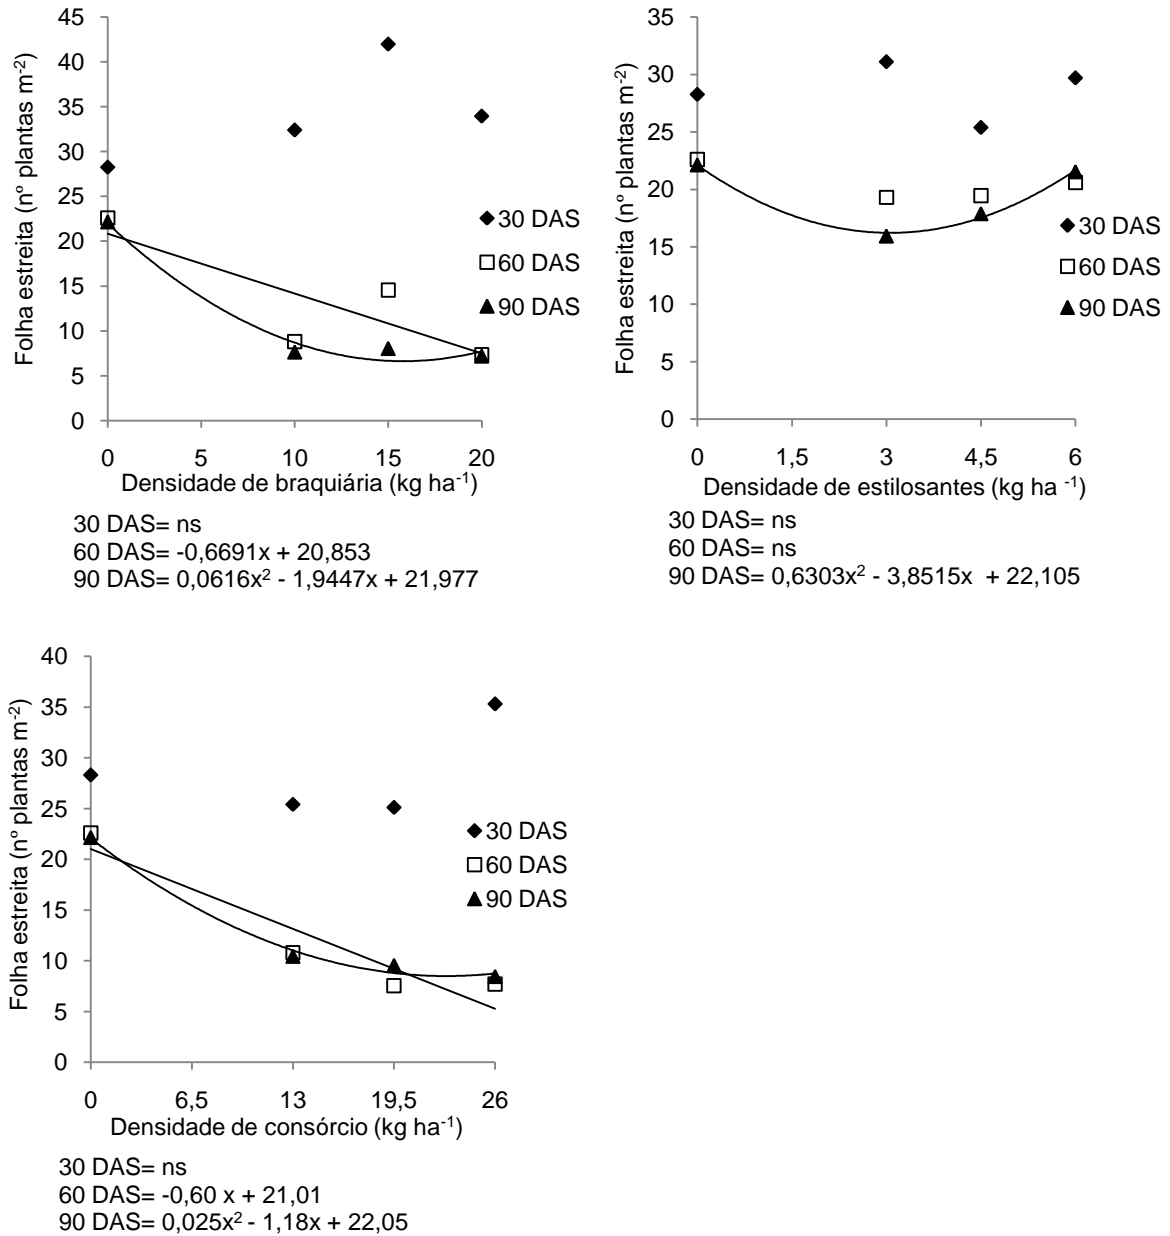 Folha estreita (nº plantas m-2)
45
40
35
30
25
20
15
10
5
0
0 5 10 15 20
Densidade de braquiária (kg ha-1)
30 DAS
60 DAS
90 DAS
30 DAS= ns
60 DAS= -0,6691x + 20,853
90 DAS= 0,0616x2 - 1,9447x + 21,977
Folha estreita (nº plantas m-2)
35
30
25
20
15
10
5
0
0 1,5 3 4,5 6
Densidade de estilosantes (kg ha -1)
30 DAS
60 DAS
90 DAS
30 DAS= ns
60 DAS= ns
90 DAS= 0,6303x2 - 3,8515x + 22,105
Folha estreita (nº plantas m-2)
40
35
30
25
20
15
10
5
0
0 6,5 13 19,5 26
Densidade de consórcio (kg ha-1)
30 DAS
60 DAS
90 DAS
30 DAS= ns
60 DAS= -0,60 x + 21,01
90 DAS= 0,025x2 - 1,18x + 22,05